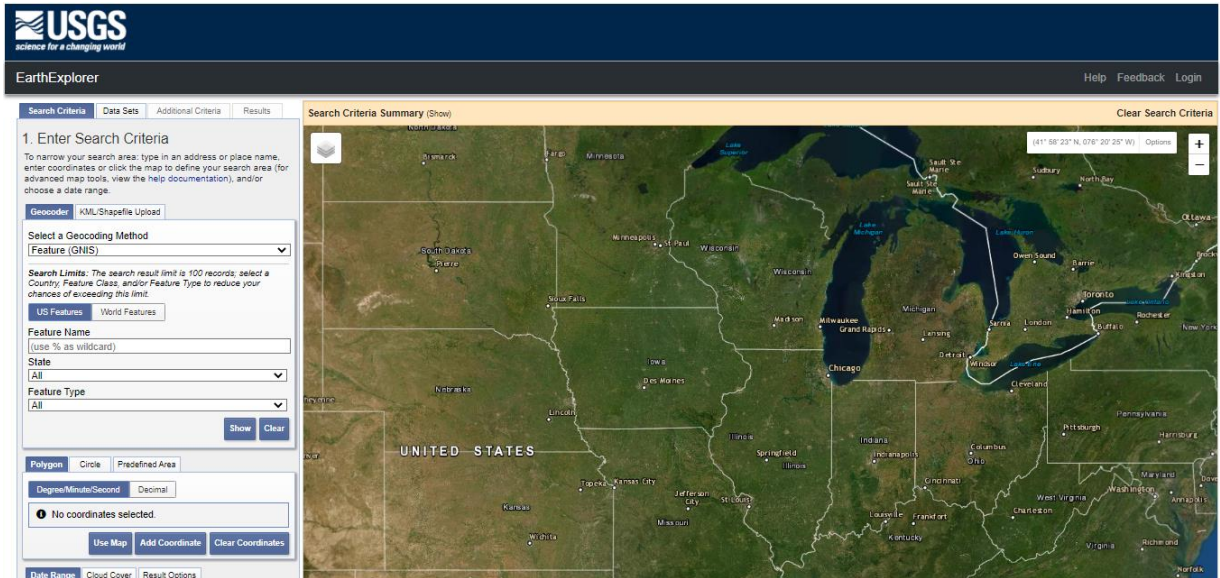 USGS
science for a changing world
EarthExplorer
Help Feedback Login
Search Criteria Data Sets Additional Criteria Results
Search Criteria Summary (Show)
Clear Search Criteria
1. Enter Search Criteria
To narrow your search area: type in an address or place name,
enter coordinates or click the map to define your search area (for
advanced map tools, view the help documentation), and/or
choose a date range.
Geocoder KML/Shapefile Upload
Select a Geocoding Method
Feature (GNIS)
Search Limits: The search result limit is 100 records; select a
Country, Feature Class, and/or Feature Type to reduce your
chances of exceeding this limit.
US Features World Features
Feature Name
(use % as wildcard)
State
All
Feature Type
All
Show Clear
Polygon Circle Predefined Area
Degree/Minute/Second Decimal
No coordinates selected.
Use Map Add Coordinate Clear Coordinates
Date Range Cloud Cover Result Options
(41° 58' 23" N, 076° 20' 25" W) Options
+
−
North Dakota
Bismarck
Fargo
Minnesota
Lake
Superior
Sault Ste
Marie
Sault Ste
Marie
Sudbury
North Bay
Ottawa
Lake
Michigan
Lake Huron
Minneapolis
St Paul
Wisconsin
South Dakota
Pierre
Owen Sound
Barrie
Wisconsin
Kingston
Sioux Falls
Toronto
Lake Ontario
Michigan
Hamilton
Rochester
Madison
Milwaukee
Grand Rapids
Lansing
Sarnia
London
Buffalo
New York
Detroit
Windsor
Lake Erie
Iowa
Chicago
Des Moines
Cleveland
Nebraska
Lincoln
Pennsylvania
Pittsburgh
Harrisburg
UNITED STATES
Illinois
Indiana
Columbus
Ohio
Springfield
Illinois
Indianapolis
Maryland
Topeka
Kansas City
Cincinnati
Washington
Dove
Jefferson
City
St Louis
West Virginia
Annapolis
Kansas
Louisville
Frankfort
Charleston
Missouri
Kentucky
Wichita
Virginia
Richmond
Norfolk